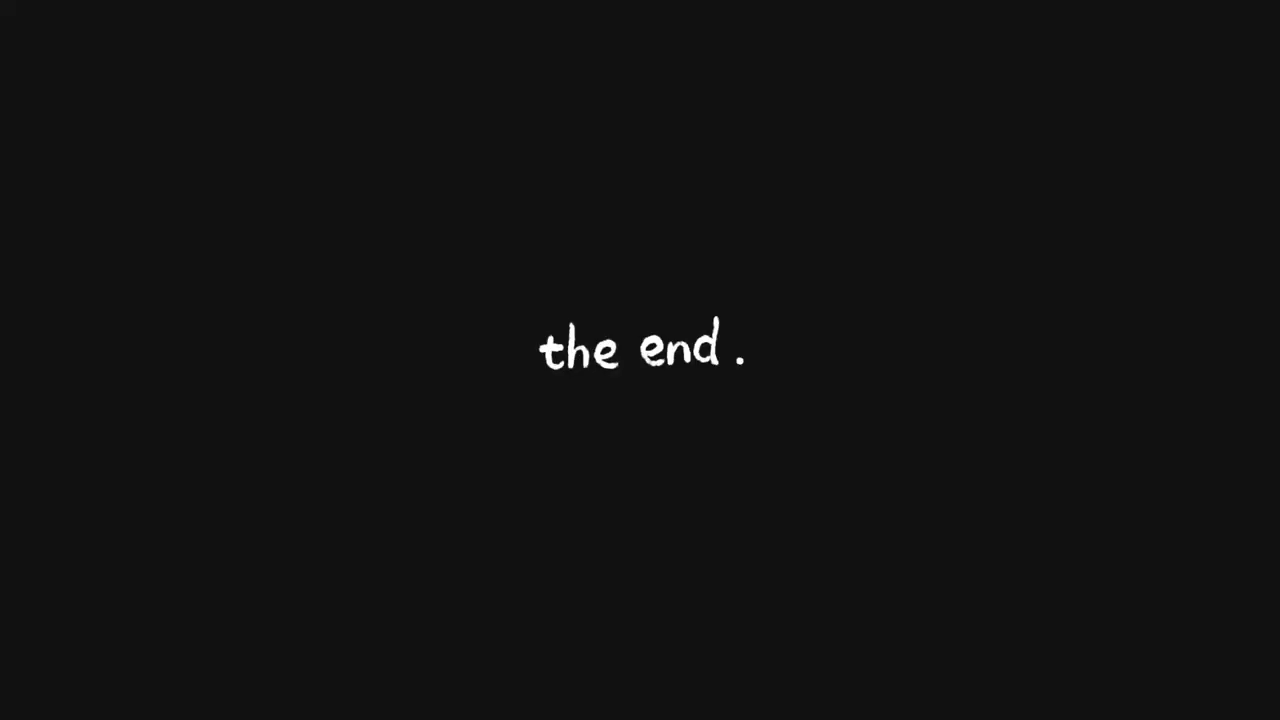 the end .